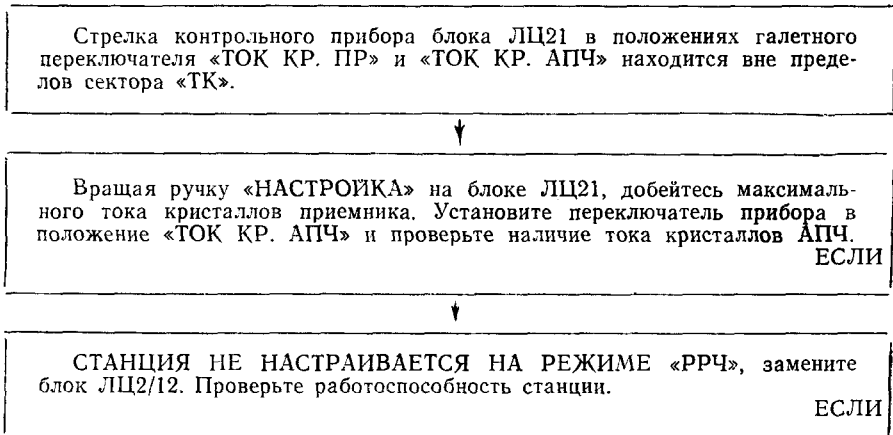 Стрелка контрольного прибора блока ЛЦ21 в положениях галетного
переключателя «ТОК КР. ПР» и «ТОК КР. АПЧ» находится вне преде-
лов сектора «ТК».
Вращая ручку «НАСТРОЙКА» на блоке ЛЦ21, добейтесь максималь-
ного тока кристаллов приемника. Установите переключатель прибора в
положение «ТОК КР. АПЧ» и проверьте наличие тока кристаллов АПЧ.
ЕСЛИ
СТАНЦИЯ НЕ НАСТРАИВАЕТСЯ НА РЕЖИМЕ «РРЧ», замените
блок ЛЦ2/12. Проверьте работоспособность станции.
ЕСЛИ